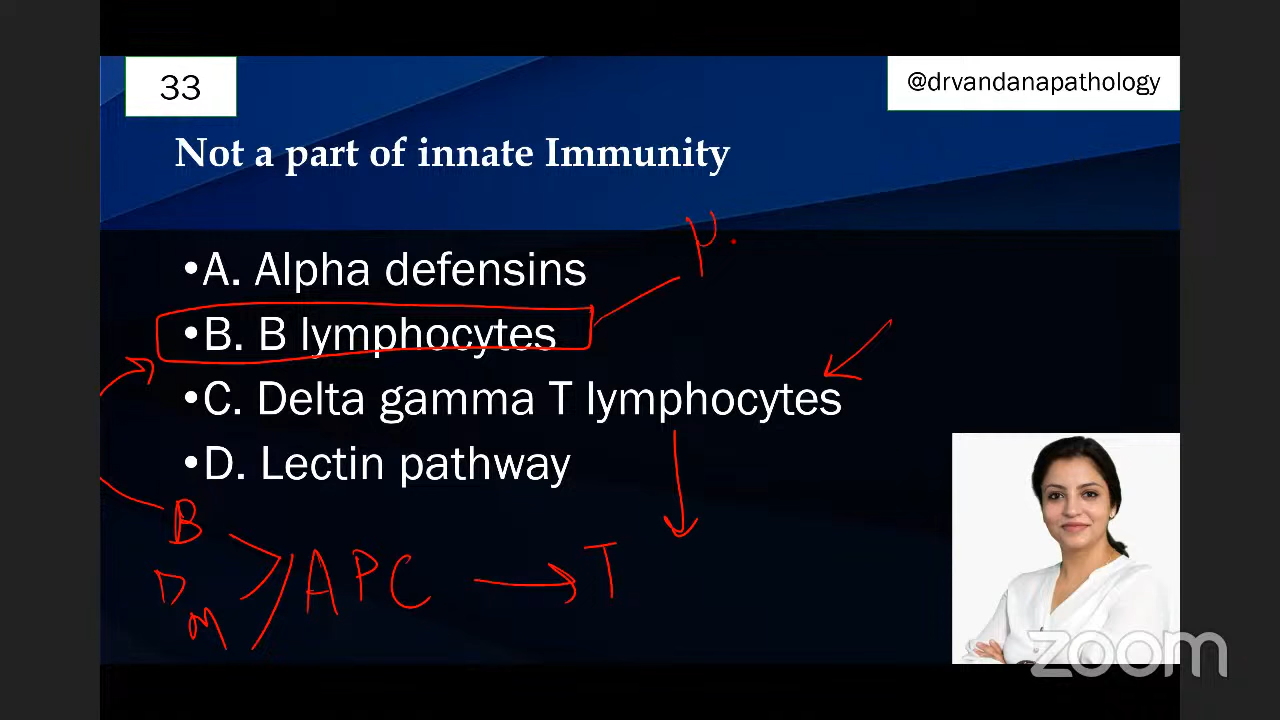 33
@drvandanapathology
Not a part of innate Immunity
•A. Alpha defensins
•B. B lymphocytes
•C. Delta gamma T lymphocytes
•D. Lectin pathway
B
D
M
APC → T
zoom